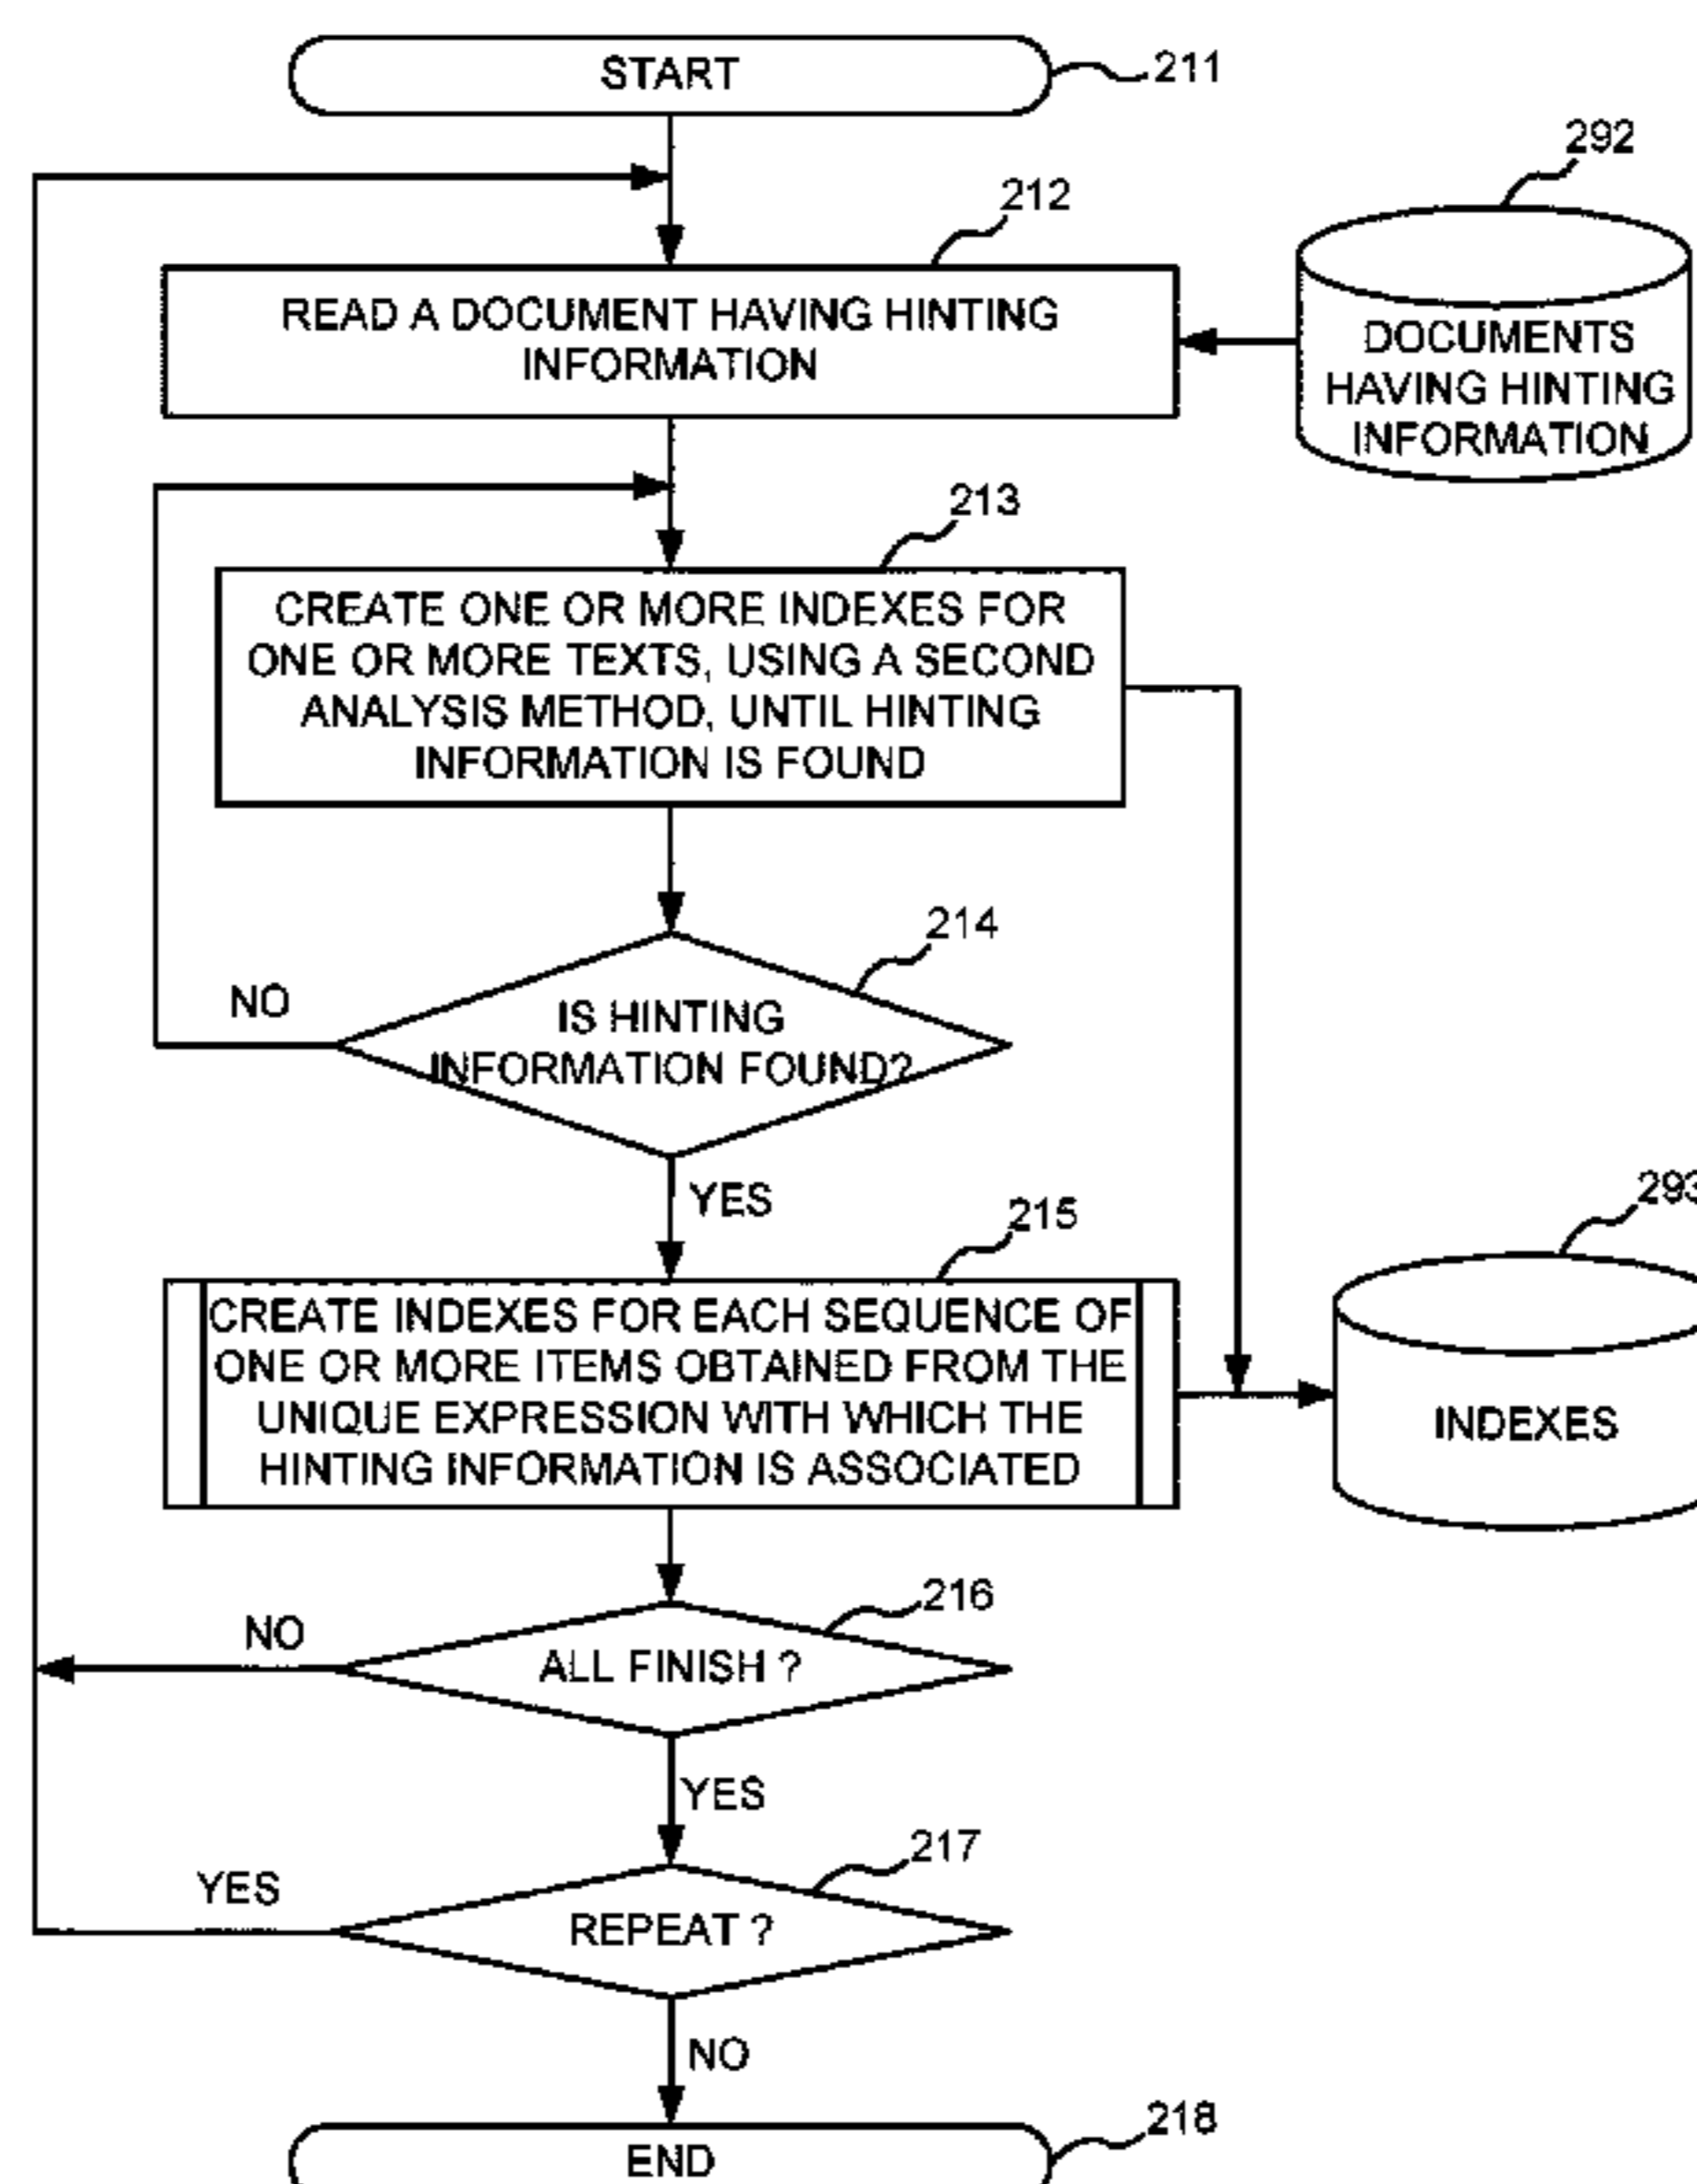 START
211
292
212
READ A DOCUMENT HAVING HINTING
INFORMATION
DOCUMENTS
HAVING HINTING
INFORMATION
213
CREATE ONE OR MORE INDEXES FOR
ONE OR MORE TEXTS, USING A SECOND
ANALYSIS METHOD, UNTIL HINTING
INFORMATION IS FOUND
214
NO
IS HINTING
INFORMATION FOUND?
YES
293
215
CREATE INDEXES FOR EACH SEQUENCE OF
ONE OR MORE ITEMS OBTAINED FROM THE
UNIQUE EXPRESSION WITH WHICH THE
HINTING INFORMATION IS ASSOCIATED
INDEXES
216
NO
ALL FINISH ?
YES
217
YES
REPEAT ?
NO
218
END